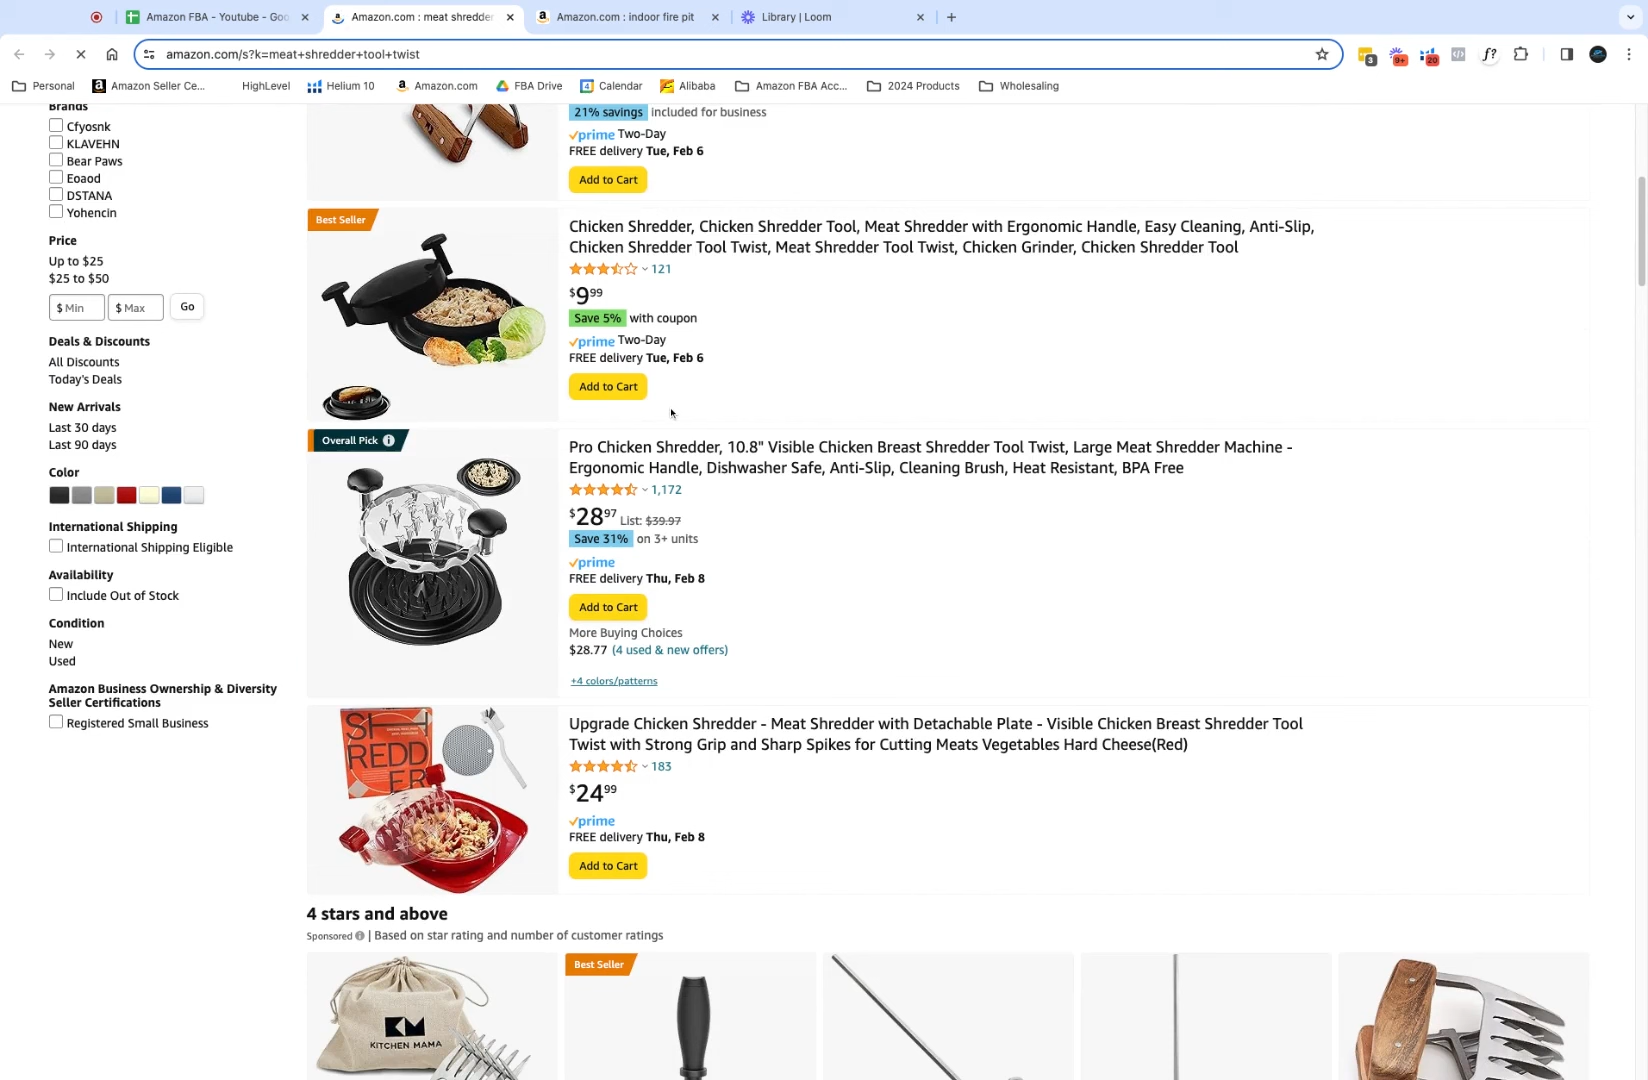 Amazon FBA - Youtube - Goo
Amazon.com : meat shredder
Amazon.com : indoor fire pit
Library | Loom
amazon.com/s?k=meat+shredder+tool+twist
3
9+
20
f?
Personal
Amazon Seller Ce...
HighLevel
Helium 10
Amazon.com
FBA Drive
Calendar
Alibaba
Amazon FBA Acc...
2024 Products
Wholesaling
Brands
Cfyosnk
KLAVEHN
Bear Paws
Eoaod
DSTANA
Yohencin
Price
Up to $25
$25 to $50
$ Min
$ Max
Go
Deals & Discounts
All Discounts
Today's Deals
New Arrivals
Last 30 days
Last 90 days
Color
International Shipping
International Shipping Eligible
Availability
Include Out of Stock
Condition
New
Used
Amazon Business Ownership & Diversity
Seller Certifications
Registered Small Business
21% savings included for business
prime Two-Day
FREE delivery Tue, Feb 6
Add to Cart
Best Seller
Chicken Shredder, Chicken Shredder Tool, Meat Shredder with Ergonomic Handle, Easy Cleaning, Anti-Slip,
Chicken Shredder Tool Twist, Meat Shredder Tool Twist, Chicken Grinder, Chicken Shredder Tool
121
$9.99
Save 5% with coupon
prime Two-Day
FREE delivery Tue, Feb 6
Add to Cart
Overall Pick
Pro Chicken Shredder, 10.8" Visible Chicken Breast Shredder Tool Twist, Large Meat Shredder Machine -
Ergonomic Handle, Dishwasher Safe, Anti-Slip, Cleaning Brush, Heat Resistant, BPA Free
1,172
$28.97 List: $39.97
Save 31% on 3+ units
prime
FREE delivery Thu, Feb 8
Add to Cart
More Buying Choices
$28.77 (4 used & new offers)
+4 colors/patterns
SH
REDD
ER
Upgrade Chicken Shredder - Meat Shredder with Detachable Plate - Visible Chicken Breast Shredder Tool
Twist with Strong Grip and Sharp Spikes for Cutting Meats Vegetables Hard Cheese(Red)
183
$24.99
prime
FREE delivery Thu, Feb 8
Add to Cart
4 stars and above
Sponsored | Based on star rating and number of customer ratings
KM
KITCHEN MAMA
Best Seller